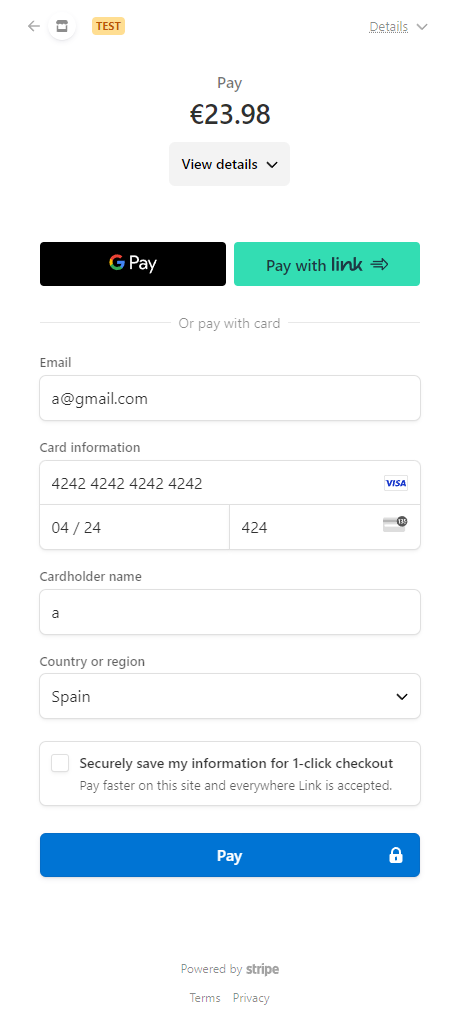 TEST
Details
Pay
€23.98
View details
G Pay
Pay with link
Or pay with card
Email
a@gmail.com
Card information
4242 4242 4242 4242 VISA
04 / 24 424 135
Cardholder name
a
Country or region
Spain
Securely save my information for 1-click checkout
Pay faster on this site and everywhere Link is accepted.
Pay
Powered by stripe
Terms Privacy